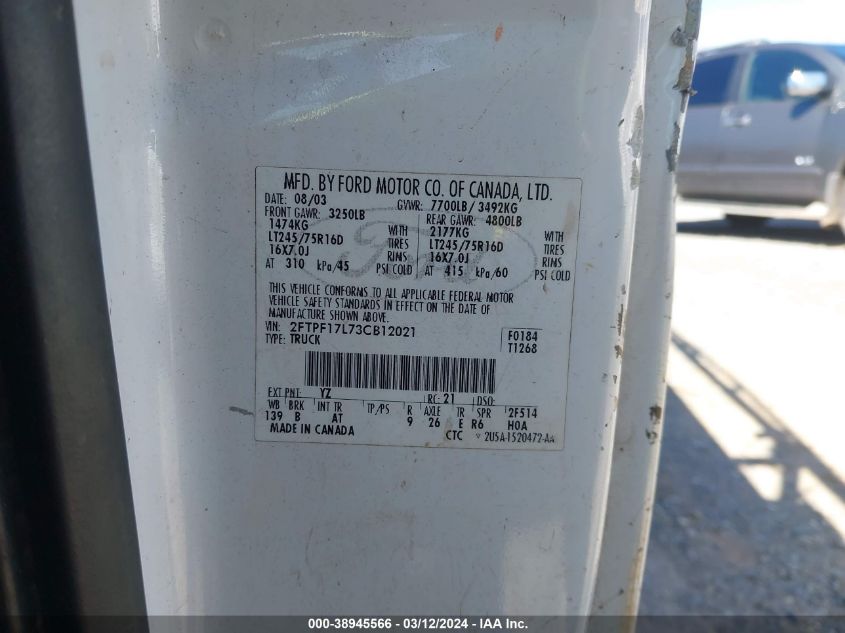 MFD. BY FORD MOTOR CO. OF CANADA, LTD.
DATE: 08/03 GVWR: 7700LB/ 3492KG
FRONT GAWR: 3250LB REAR GAWR: 4800LB
1474KG WITH 2177KG WITH
LT245/75R16D TIRES LT245/75R16D TIRES
16X7.0J RIMS 16X7.0J RIMS
AT 310 kPa/45 PSI COLD AT 415 kPa/60 PSI COLD
Ford
THIS VEHICLE CONFORMS TO ALL APPLICABLE FEDERAL MOTOR
VEHICLE SAFETY STANDARDS IN EFFECT ON THE DATE OF
MANUFACTURE SHOWN ABOVE.
VIN: 2FTPF17L73CB12021 F0184
TYPE: TRUCK T1268
EXT PNT: YZ RC: 21 DSO:
WB BRK INT TR TP/PS R AXLE TR SPR 2F514
139 B AT 9 26 E R6 HOA
MADE IN CANADA CTC 2U5A-1520472-AA
000-38945566 - 03/12/2024 - IAA, Inc.